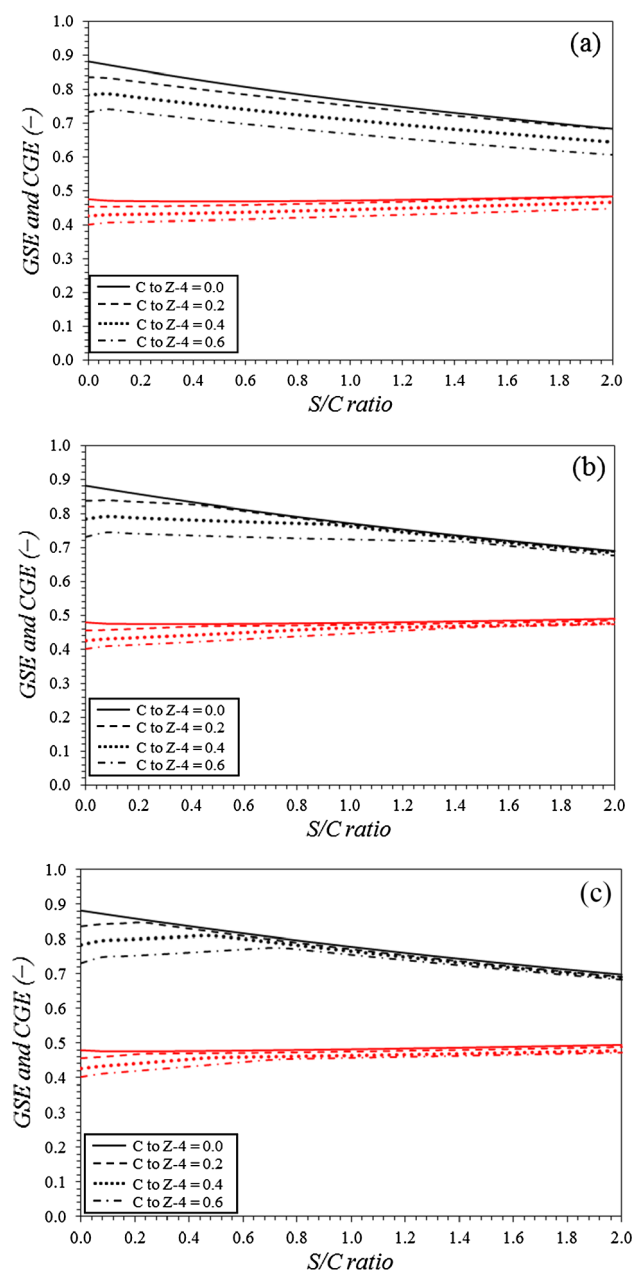 (a)
GSE and CGE (–)
1.0
0.9
0.8
0.7
0.6
0.5
0.4
0.3
0.2
0.1
0.0
C to Z-4 = 0.0
C to Z-4 = 0.2
C to Z-4 = 0.4
C to Z-4 = 0.6
0.0 0.2 0.4 0.6 0.8 1.0 1.2 1.4 1.6 1.8 2.0
S/C ratio
(b)
GSE and CGE (–)
1.0
0.9
0.8
0.7
0.6
0.5
0.4
0.3
0.2
0.1
0.0
C to Z-4 = 0.0
C to Z-4 = 0.2
C to Z-4 = 0.4
C to Z-4 = 0.6
0.0 0.2 0.4 0.6 0.8 1.0 1.2 1.4 1.6 1.8 2.0
S/C ratio
(c)
GSE and CGE (–)
1.0
0.9
0.8
0.7
0.6
0.5
0.4
0.3
0.2
0.1
0.0
C to Z-4 = 0.0
C to Z-4 = 0.2
C to Z-4 = 0.4
C to Z-4 = 0.6
0.0 0.2 0.4 0.6 0.8 1.0 1.2 1.4 1.6 1.8 2.0
S/C ratio